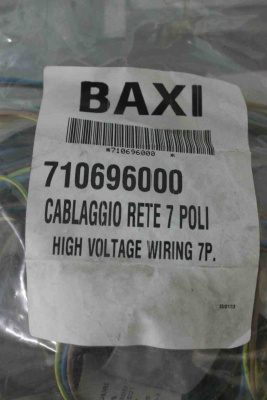 BAXI
*710696000 *
710696000
CABLAGGIO RETE 7 POLI
HIGH VOLTAGE WIRING 7P.